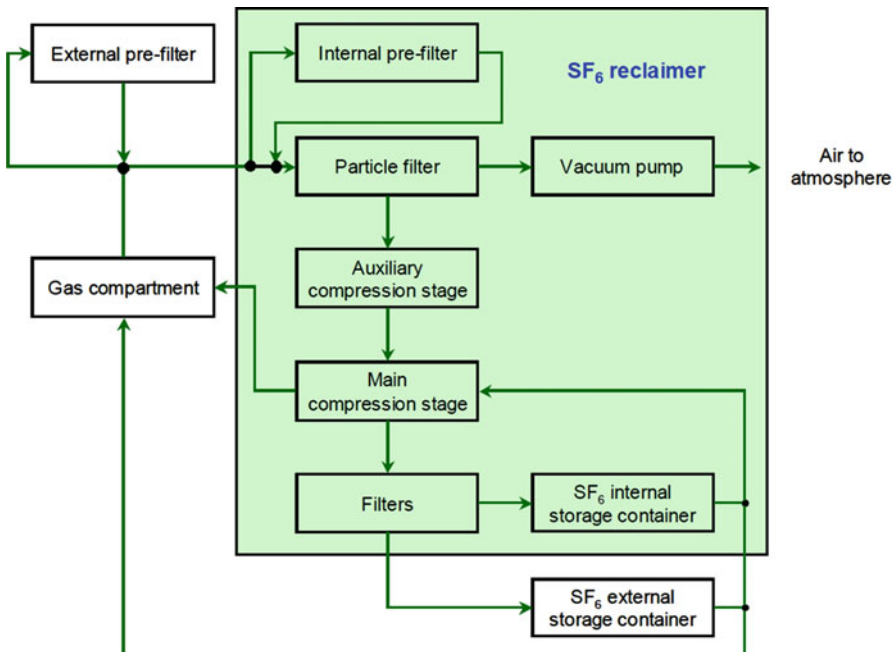 External pre-filter
Internal pre-filter
SF₆ reclaimer
Particle filter
Vacuum pump
Air to
atmosphere
Gas compartment
Auxiliary
compression stage
Main
compression stage
Filters
SF₆ internal
storage container
SF₆ external
storage container